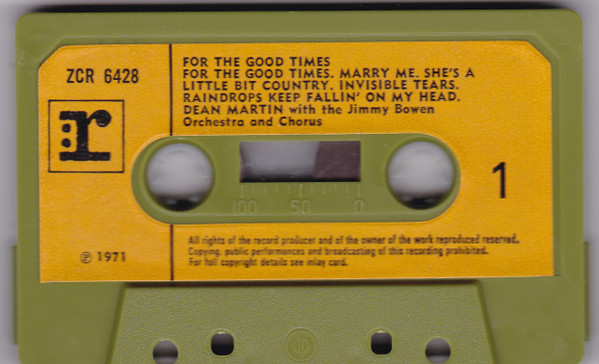 ZCR 6428
FOR THE GOOD TIMES
FOR THE GOOD TIMES. MARRY ME. SHE'S A
LITTLE BIT COUNTRY. INVISIBLE TEARS.
RAINDROPS KEEP FALLIN' ON MY HEAD.
DEAN MARTIN with the Jimmy Bowen
Orchestra and Chorus
:r
1
100 50 0
All rights of the record producer and of the owner of the work reproduced reserved.
Copying, public performances and broadcasting of this recording prohibited.
For full copyright details see inlay card.
℗ 1971